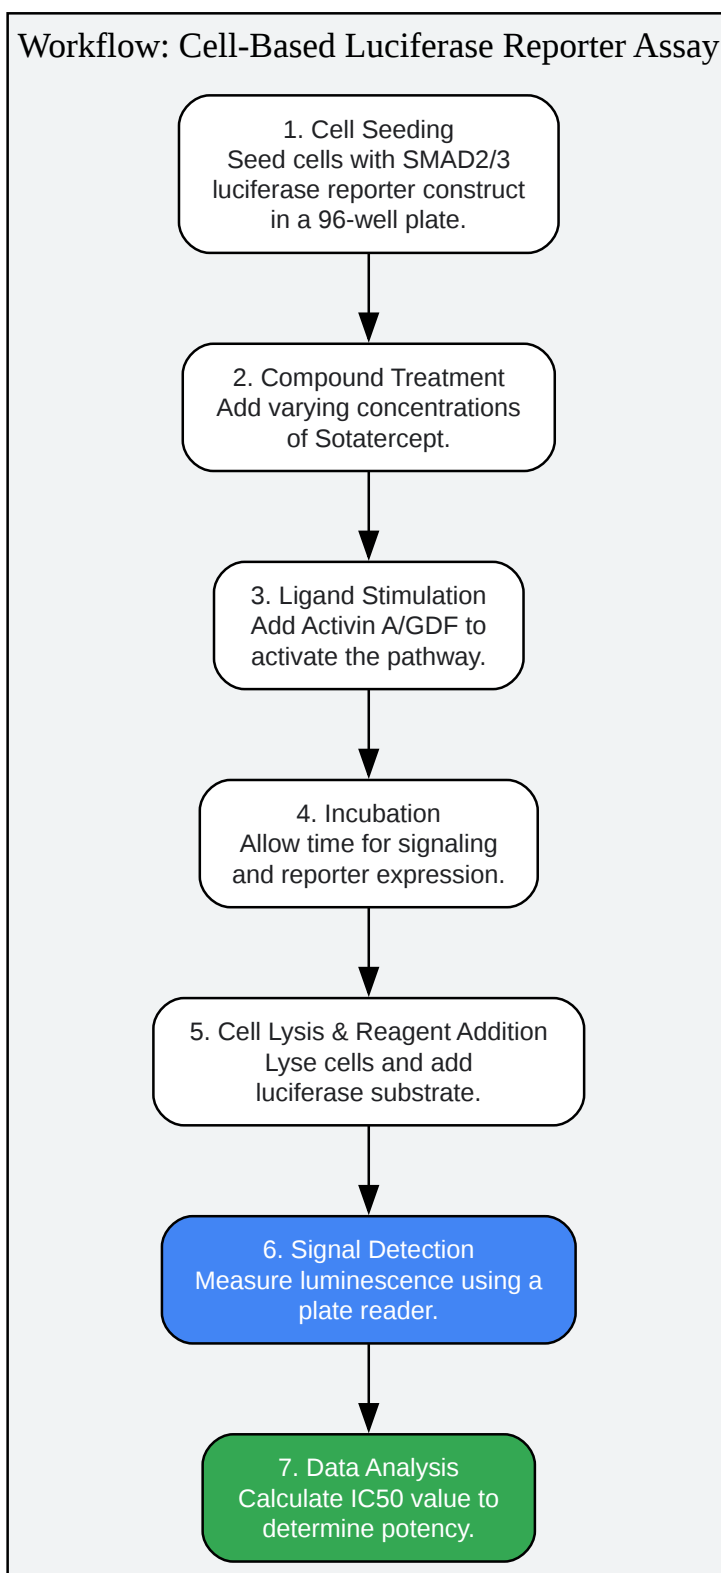 Workflow: Cell-Based Luciferase Reporter Assay
1. Cell Seeding
Seed cells with SMAD2/3
luciferase reporter construct
in a 96-well plate.
2. Compound Treatment
Add varying concentrations
of Sotatercept.
3. Ligand Stimulation
Add Activin A/GDF to
activate the pathway.
4. Incubation
Allow time for signaling
and reporter expression.
5. Cell Lysis & Reagent Addition
Lyse cells and add
luciferase substrate.
6. Signal Detection
Measure luminescence using a
plate reader.
7. Data Analysis
Calculate IC50 value to
determine potency.